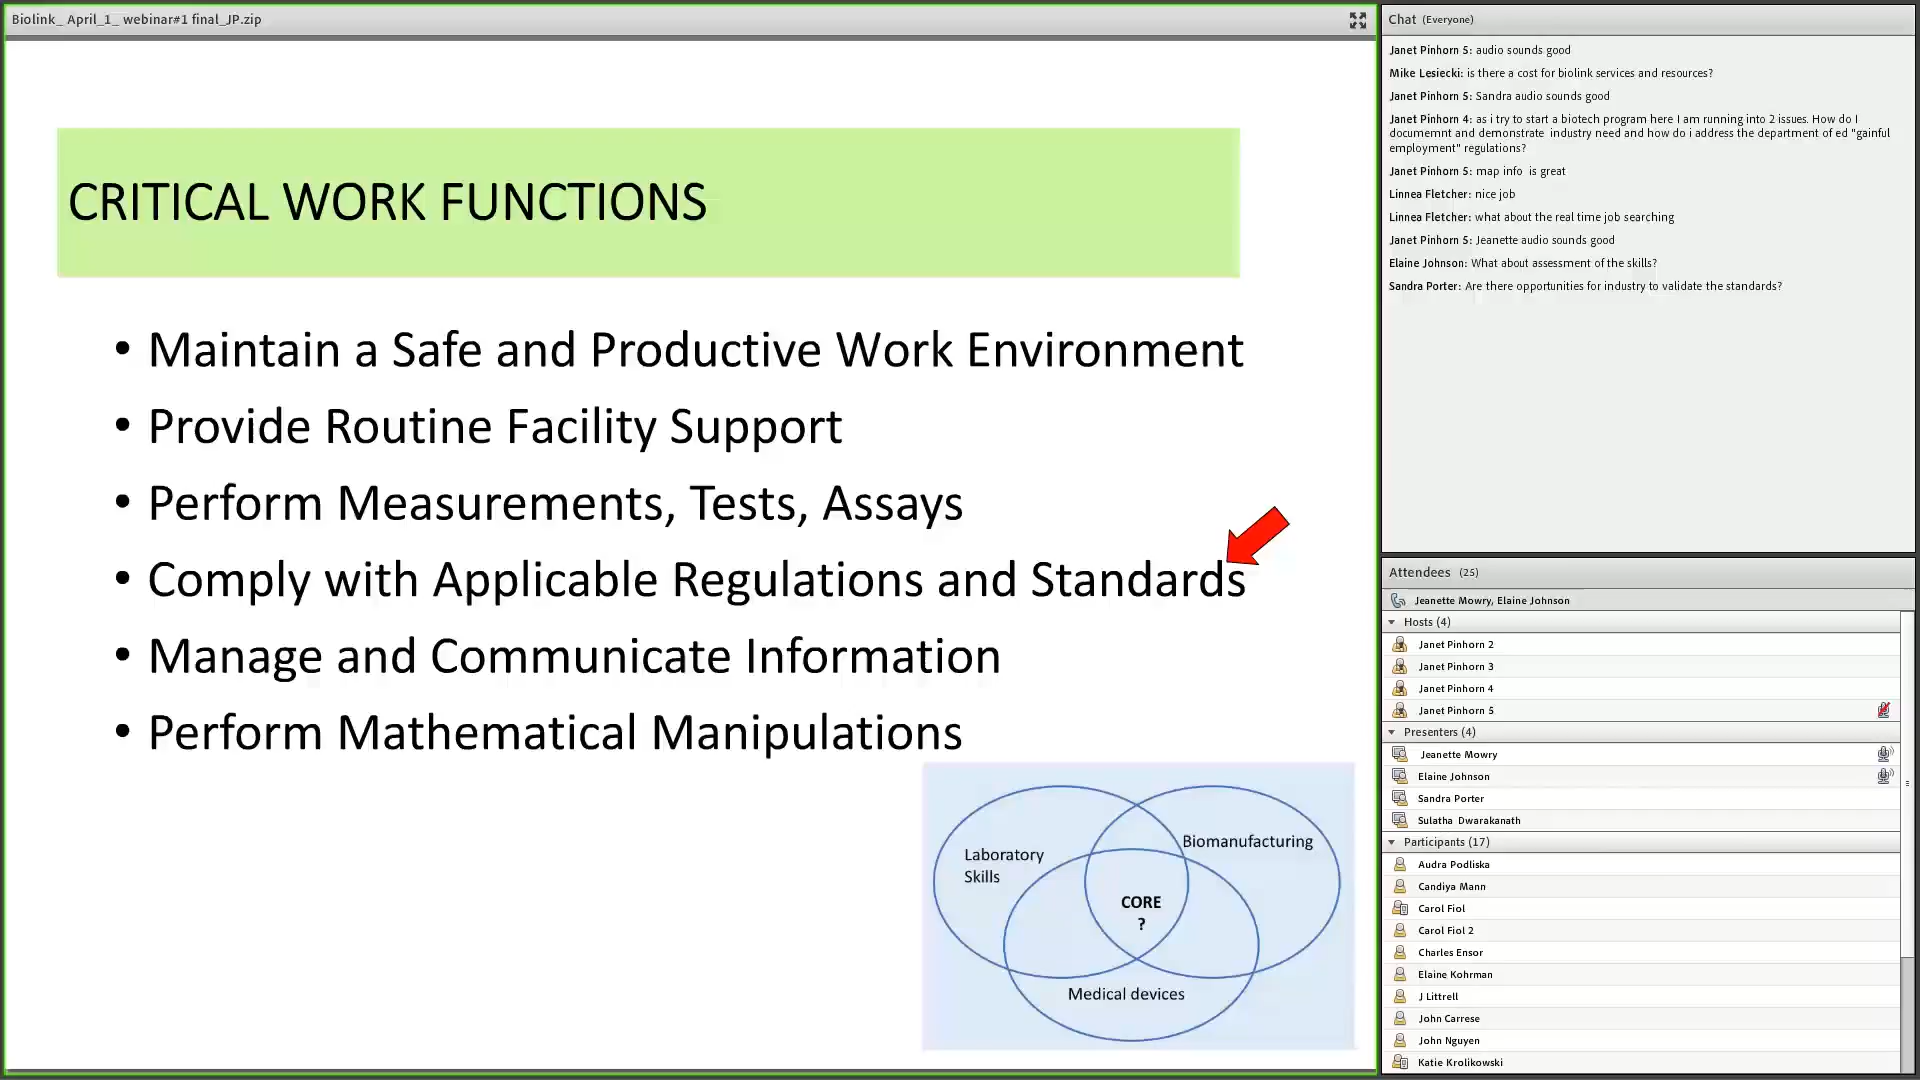 Biolink_ April_1_ webinar#1 final_JP.zip
CRITICAL WORK FUNCTIONS
• Maintain a Safe and Productive Work Environment
• Provide Routine Facility Support
• Perform Measurements, Tests, Assays
• Comply with Applicable Regulations and Standards
• Manage and Communicate Information
• Perform Mathematical Manipulations
Laboratory
Skills
Biomanufacturing
CORE
?
Medical devices
Chat (Everyone)
Janet Pinhorn 5: audio sounds good
Mike Lesiecki: is there a cost for biolink services and resources?
Janet Pinhorn 5: Sandra audio sounds good
Janet Pinhorn 4: as i try to start a biotech program here I am running into 2 issues. How do I
documemnt and demonstrate industry need and how do i address the department of ed "gainful
employment" regulations?
Janet Pinhorn 5: map info is great
Linnea Fletcher: nice job
Linnea Fletcher: what about the real time job searching
Janet Pinhorn 5: Jeanette audio sounds good
Elaine Johnson: What about assessment of the skills?
Sandra Porter: Are there opportunities for industry to validate the standards?
Attendees (25)
Jeanette Mowry, Elaine Johnson
Hosts (4)
Janet Pinhorn 2
Janet Pinhorn 3
Janet Pinhorn 4
Janet Pinhorn 5
Presenters (4)
Jeanette Mowry
Elaine Johnson
Sandra Porter
Sulatha Dwarakanath
Participants (17)
Audra Podliska
Candiya Mann
Carol Fiol
Carol Fiol 2
Charles Ensor
Elaine Kohrman
J Littrell
John Carrese
John Nguyen
Katie Krolikowski